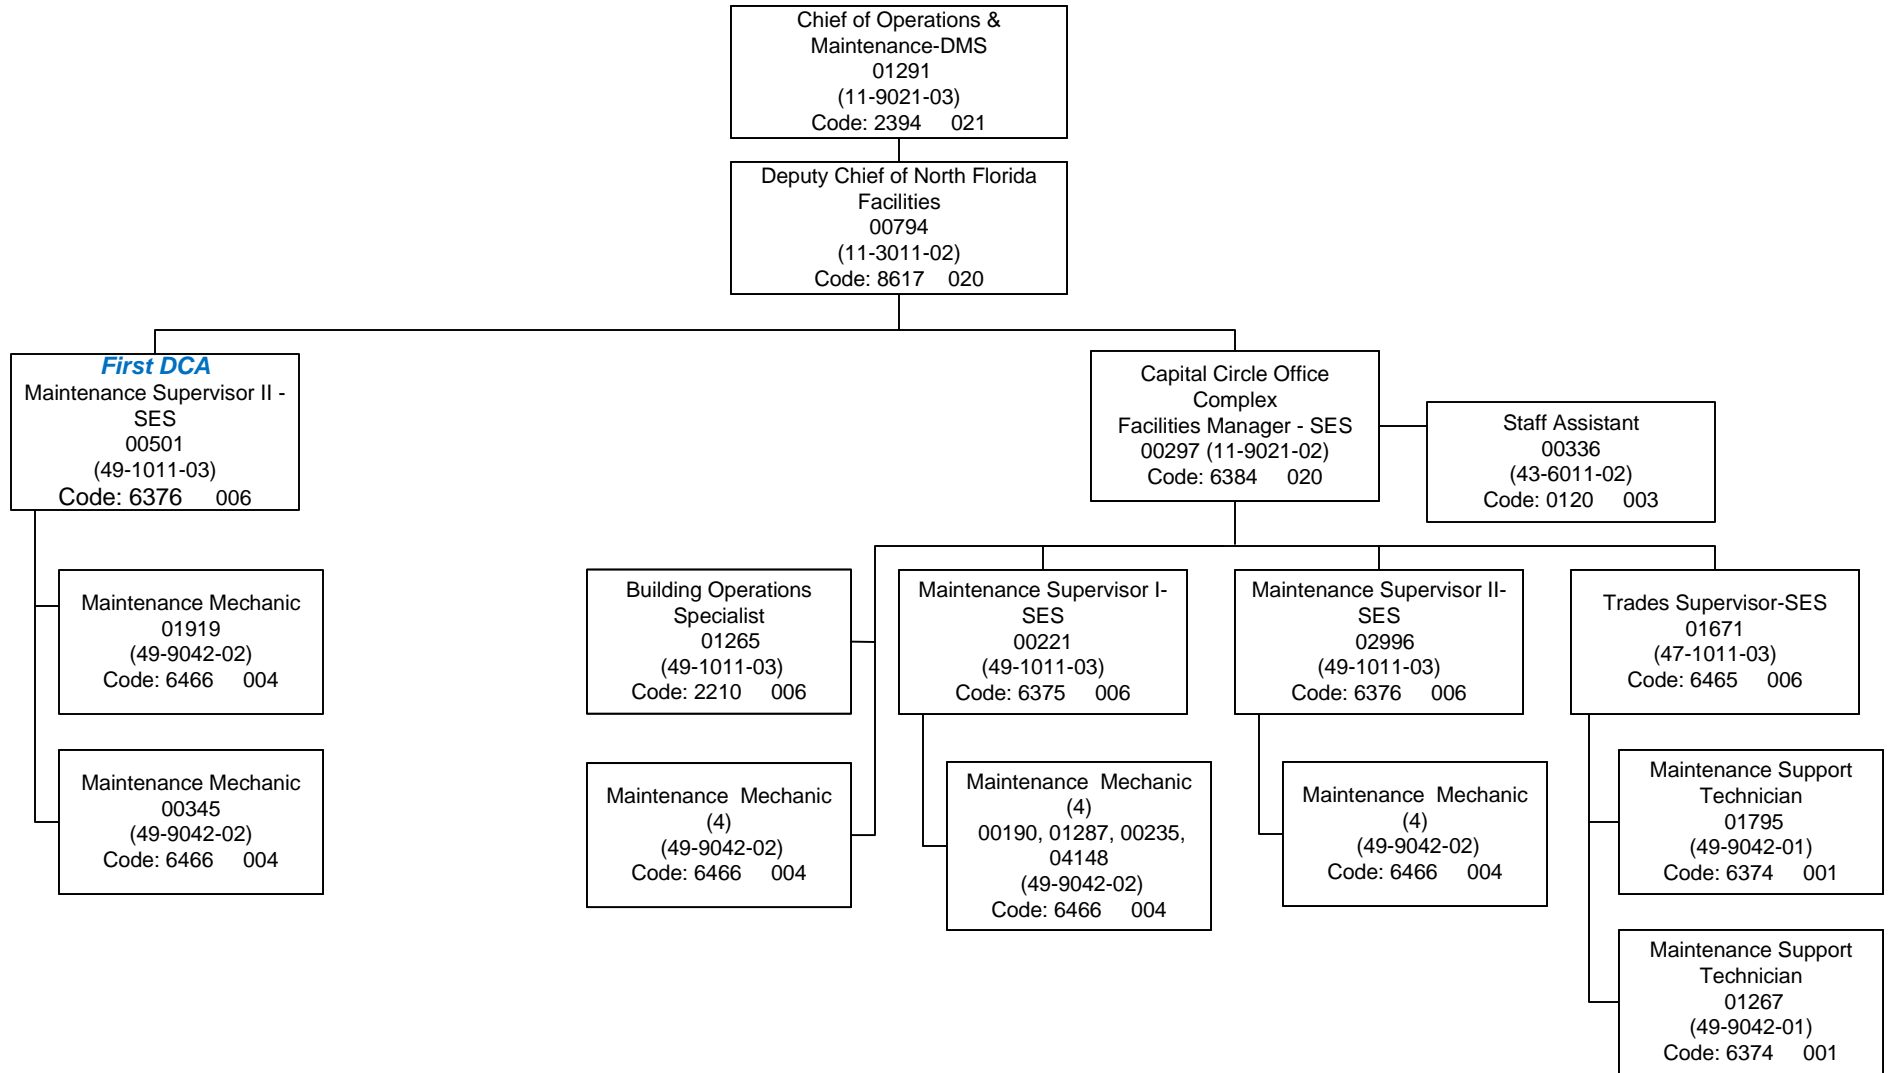 Chief of Operations &
Maintenance-DMS
01291
(11-9021-03)
Code: 2394 021
Deputy Chief of North Florida
Facilities
00794
(11-3011-02)
Code: 8617 020
First DCA
Maintenance Supervisor II -
SES
00501
(49-1011-03)
Code: 6376 006
Capital Circle Office
Complex
Facilities Manager - SES
00297 (11-9021-02)
Code: 6384 020
Staff Assistant
00336
(43-6011-02)
Code: 0120 003
Maintenance Mechanic
01919
(49-9042-02)
Code: 6466 004
Maintenance Mechanic
00345
(49-9042-02)
Code: 6466 004
Building Operations
Specialist
01265
(49-1011-03)
Code: 2210 006
Maintenance Mechanic
(4)
(49-9042-02)
Code: 6466 004
Maintenance Supervisor I-
SES
00221
(49-1011-03)
Code: 6375 006
Maintenance Mechanic
(4)
00190, 01287, 00235,
04148
(49-9042-02)
Code: 6466 004
Maintenance Supervisor II-
SES
02996
(49-1011-03)
Code: 6376 006
Maintenance Mechanic
(4)
(49-9042-02)
Code: 6466 004
Trades Supervisor-SES
01671
(47-1011-03)
Code: 6465 006
Maintenance Support
Technician
01795
(49-9042-01)
Code: 6374 001
Maintenance Support
Technician
01267
(49-9042-01)
Code: 6374 001